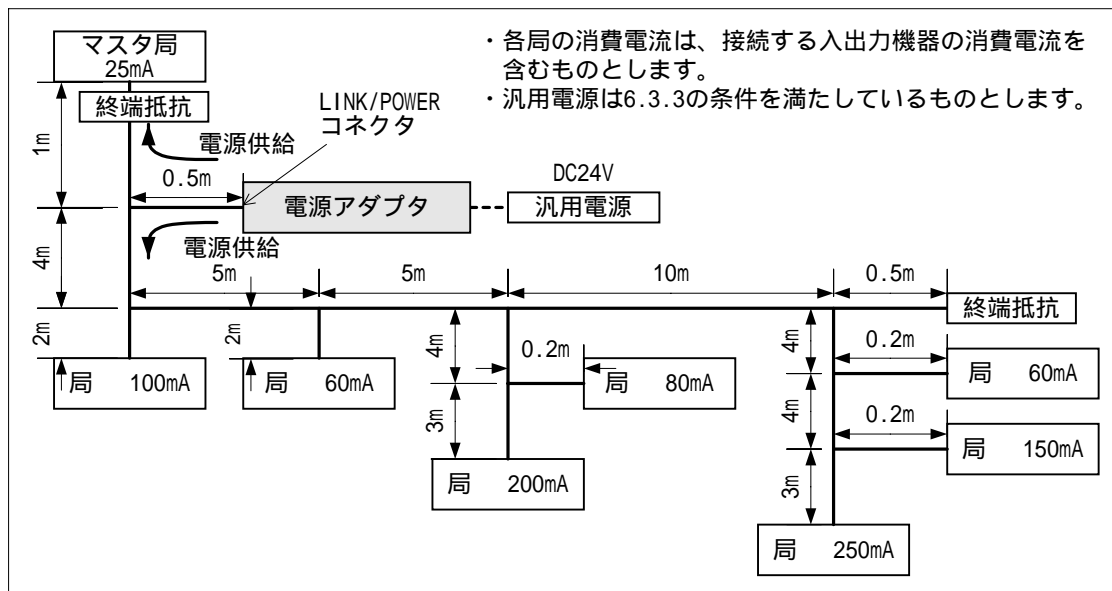 マスタ局
25mA
・各局の消費電流は、接続する入出力機器の消費電流を
含むものとします。
・汎用電源は6.3.3の条件を満たしているものとします。
終端抵抗
LINK/POWER
コネクタ
1m
電源供給
0.5m
DC24V
電源アダプタ
汎用電源
電源供給
4m
5m
5m
10m
0.5m
終端抵抗
2m
2m
4m
0.2m
4m
0.2m
局 100mA
局 60mA
局 80mA
局 60mA
3m
4m
0.2m
局 200mA
局 150mA
3m
局 250mA